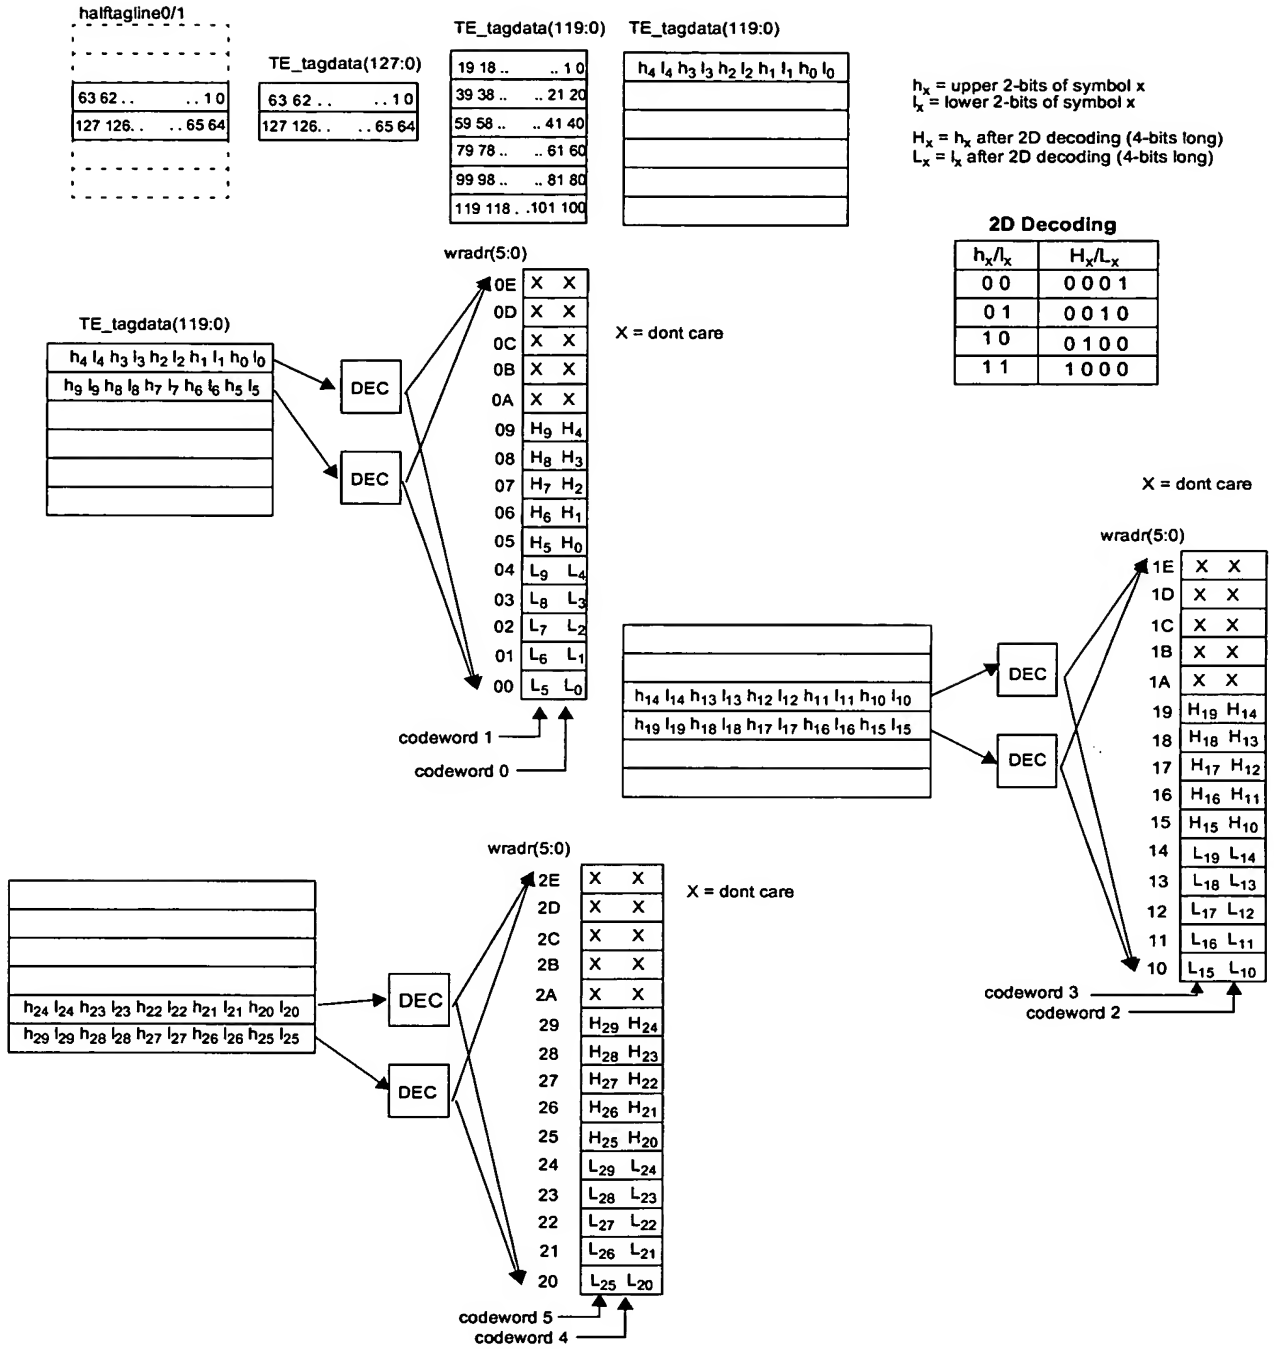 halftagline0/1
63 62 . . . . 1 0
127 126. . . . 65 64
TE_tagdata(127:0)
63 62 . . . . 1 0
127 126. . . . 65 64
TE_tagdata(119:0)
19 18 .. .. 1 0
39 38 .. .. 21 20
59 58 .. .. 41 40
79 78 .. .. 61 60
99 98 .. .. 81 80
119 118 . .101 100
TE_tagdata(119:0)
h4 l4 h3 l3 h2 l2 h1 l1 h0 l0
hx = upper 2-bits of symbol x
lx = lower 2-bits of symbol x
Hx = hx after 2D decoding (4-bits long)
Lx = lx after 2D decoding (4-bits long)
2D Decoding
hx/lx Hx/Lx
0 0 0 0 0 1
0 1 0 0 1 0
1 0 0 1 0 0
1 1 1 0 0 0
TE_tagdata(119:0)
h4 l4 h3 l3 h2 l2 h1 l1 h0 l0
h9 l9 h8 l8 h7 l7 h6 l6 h5 l5
DEC
DEC
wradr(5:0)
0E X X
0D X X
0C X X
0B X X
0A X X
09 H9 H4
08 H8 H3
07 H7 H2
06 H6 H1
05 H5 H0
04 L9 L4
03 L8 L3
02 L7 L2
01 L6 L1
00 L5 L0
X = dont care
codeword 1
codeword 0
h14 l14 h13 l13 h12 l12 h11 l11 h10 l10
h19 l19 h18 l18 h17 l17 h16 l16 h15 l15
DEC
DEC
X = dont care
wradr(5:0)
1E X X
1D X X
1C X X
1B X X
1A X X
19 H19 H14
18 H18 H13
17 H17 H12
16 H16 H11
15 H15 H10
14 L19 L14
13 L18 L13
12 L17 L12
11 L16 L11
10 L15 L10
codeword 3
codeword 2
h24 l24 h23 l23 h22 l22 h21 l21 h20 l20
h29 l29 h28 l28 h27 l27 h26 l26 h25 l25
DEC
DEC
wradr(5:0)
2E X X
2D X X
2C X X
2B X X
2A X X
29 H29 H24
28 H28 H23
27 H27 H22
26 H26 H21
25 H25 H20
24 L29 L24
23 L28 L23
22 L27 L22
21 L26 L21
20 L25 L20
X = dont care
codeword 5
codeword 4